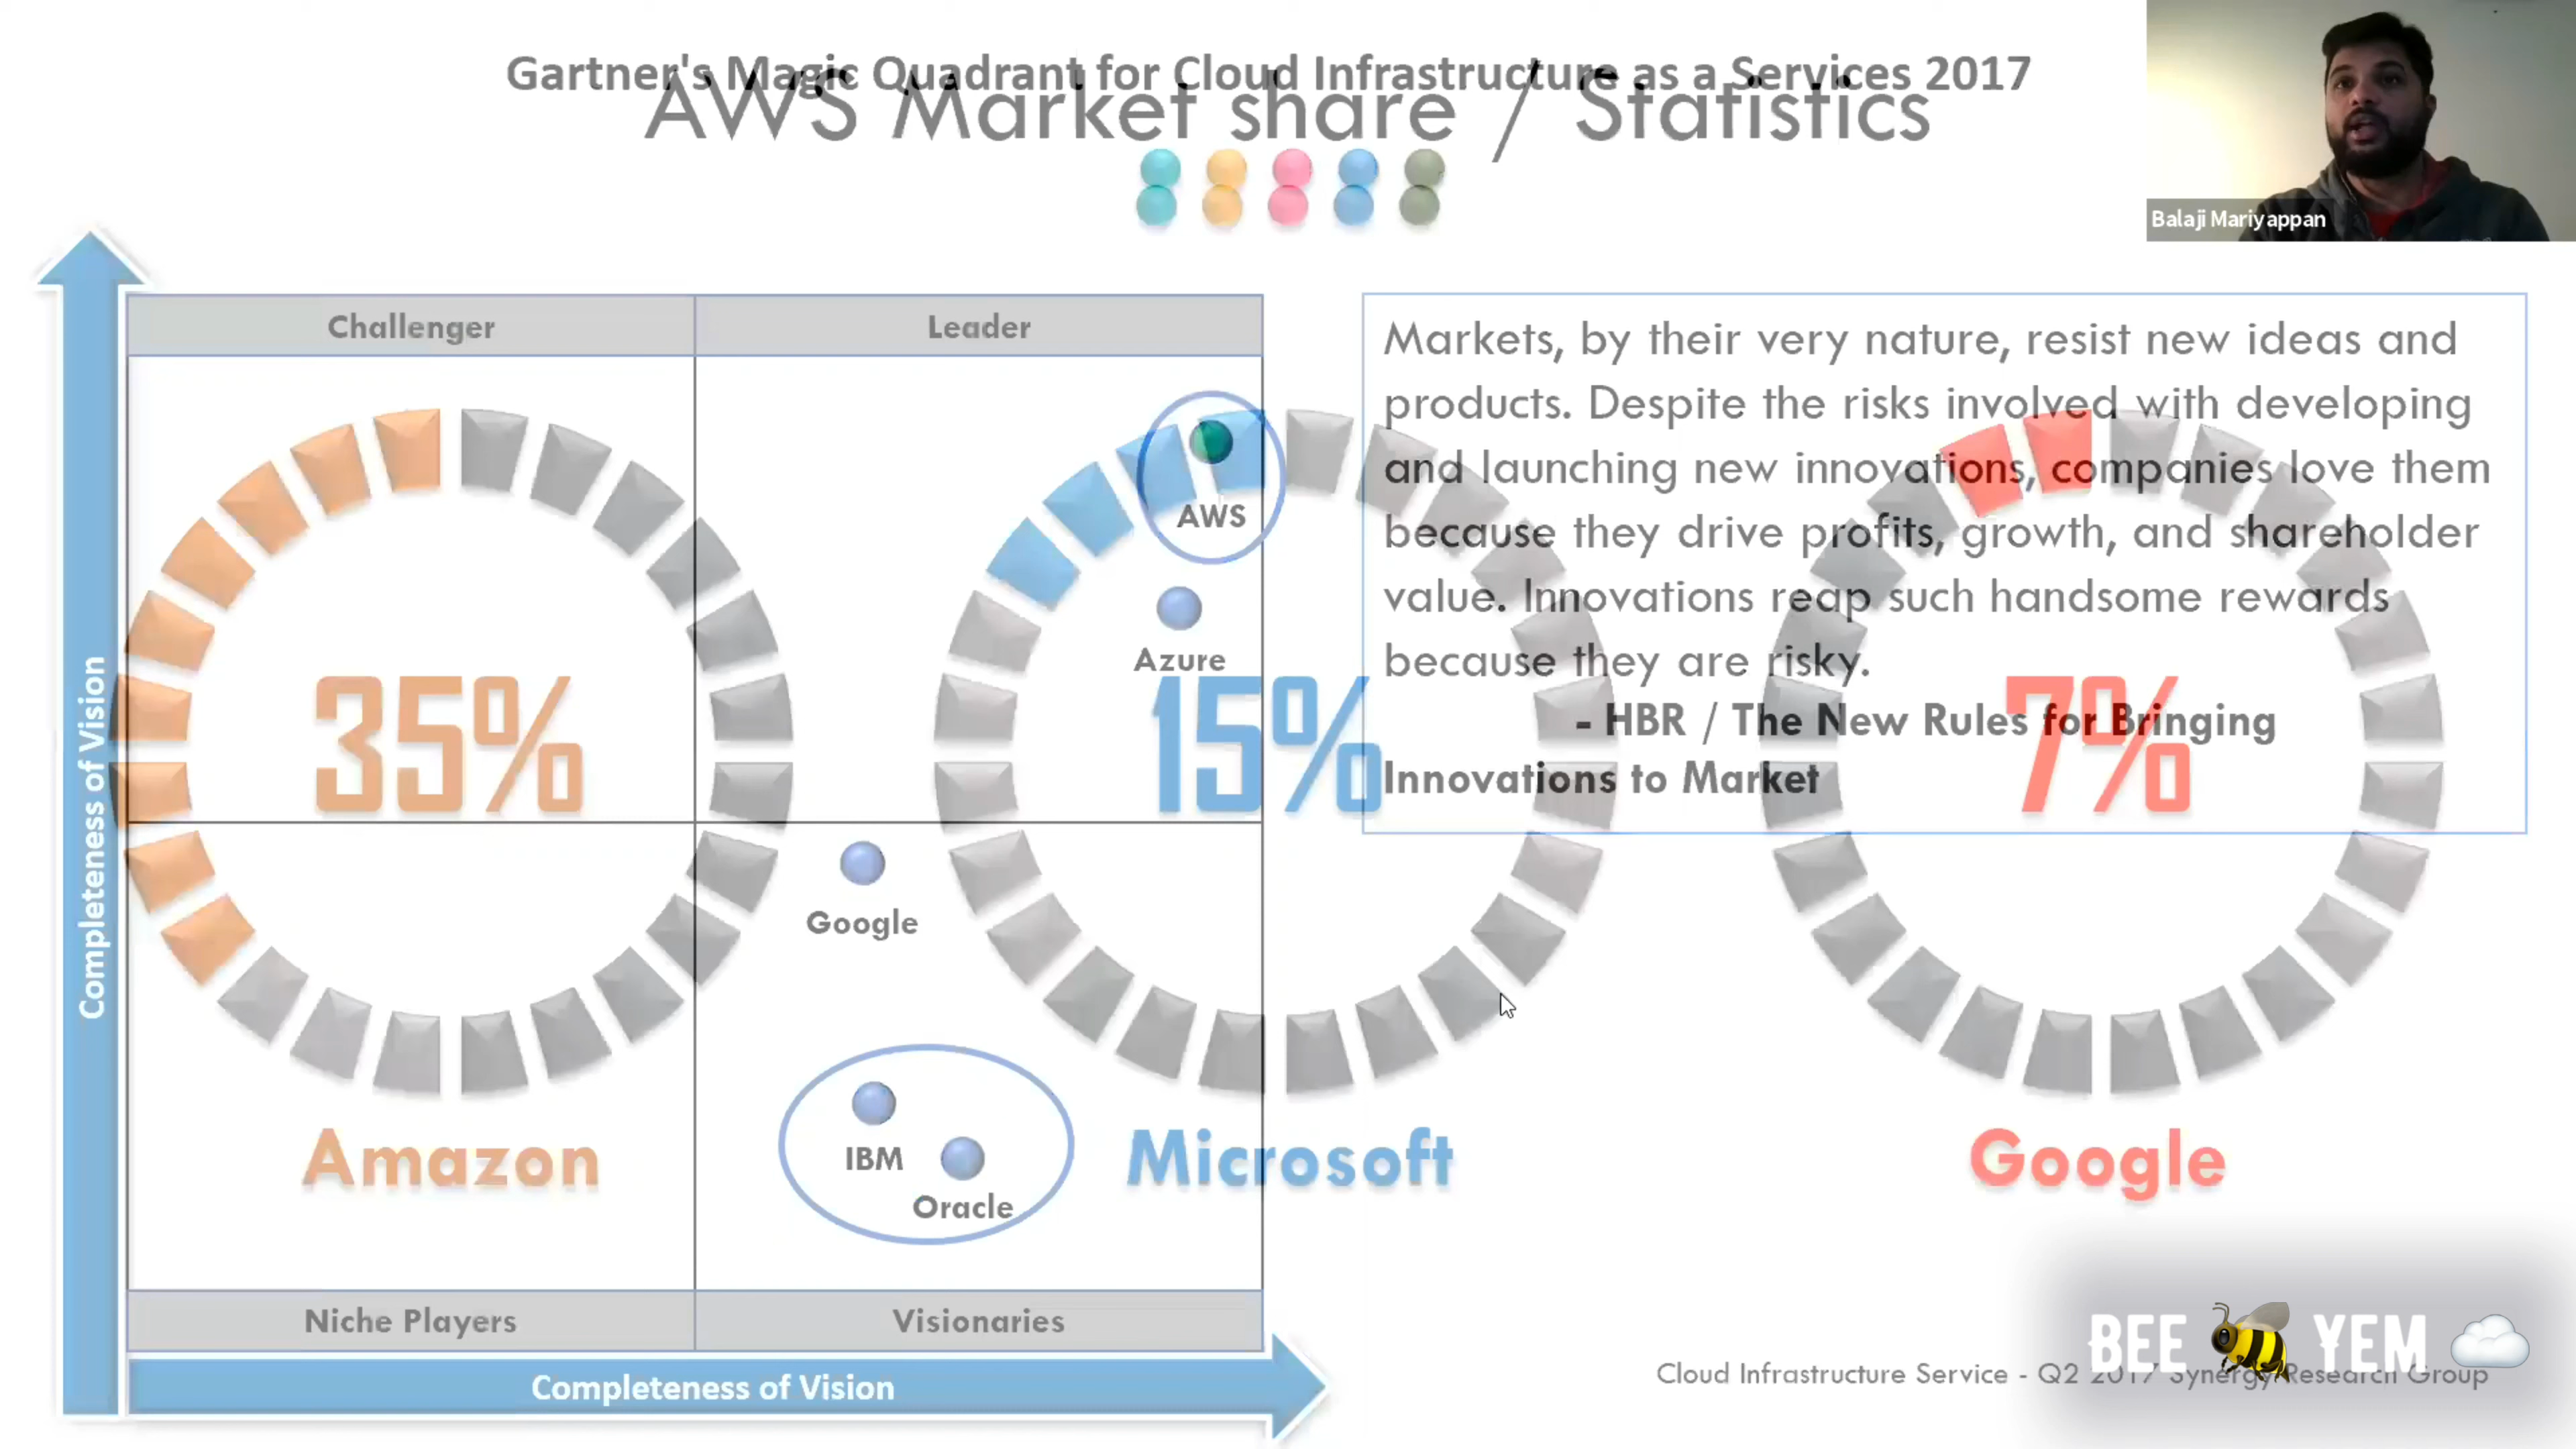 Gartner's Magic Quadrant for Cloud Infrastructure as a Services 2017
AWS Market share / Statistics
Balaji Mariyappan
Challenger
Leader
Markets, by their very nature, resist new ideas and
products. Despite the risks involved with developing
and launching new innovations, companies love them
because they drive profits, growth, and shareholder
value. Innovations reap such handsome rewards
because they are risky.
- HBR / The New Rules for Bringing
Innovations to Market
AWS
Azure
35%
15%
7%
Completeness of Vision
Google
IBM
Oracle
Amazon
Microsoft
Google
Niche Players
Visionaries
Completeness of Vision
BEE YEM
Cloud Infrastructure Service - Q2 2017 Synergy Research Group